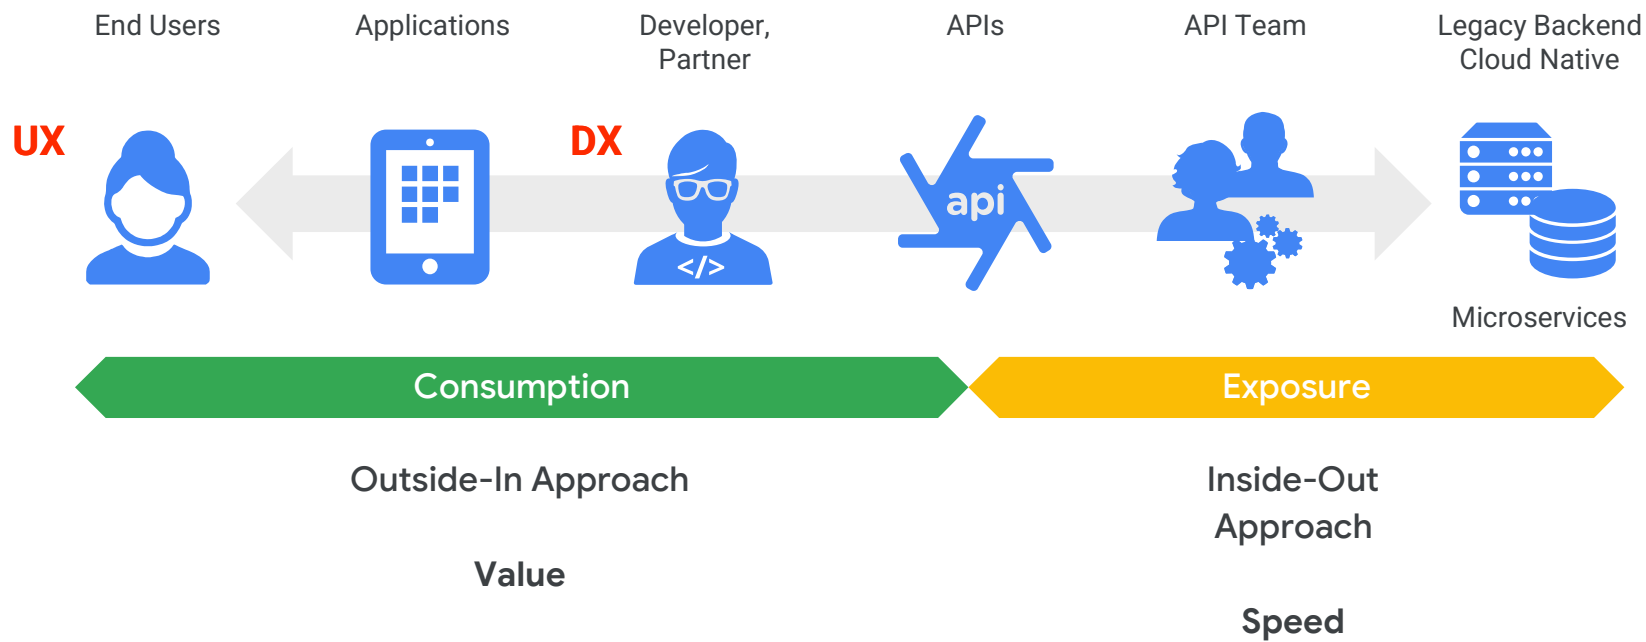 End Users
Applications
Developer,
Partner
APIs
API Team
Legacy Backend
Cloud Native
UX
DX
</>
api
Microservices
Consumption
Exposure
Outside-In Approach
Inside-Out
Approach
Value
Speed